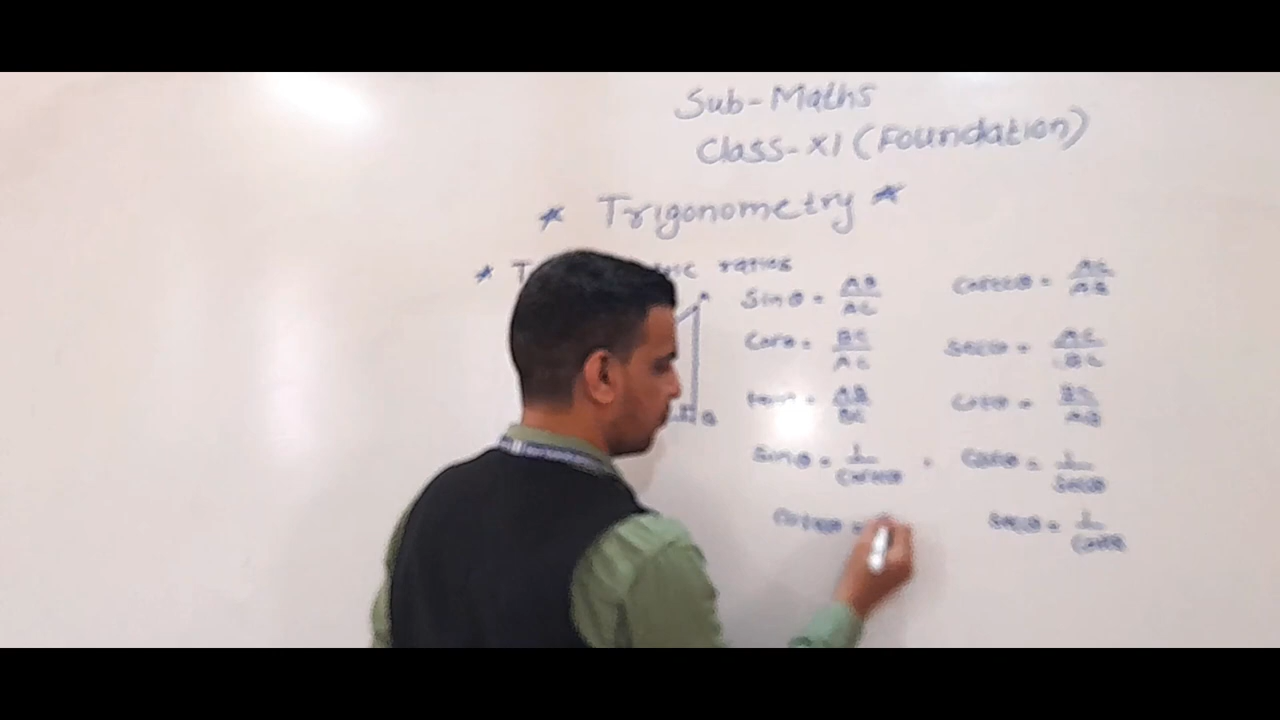 Sub-Maths
Class-XI (Foundation)
* Trigonometry *
* ratios
A
B
Sinθ = AB/AC
Cosecθ = AC/AB
Cosθ = BC/AC
Secθ = AC/BC
tanθ = AB/BC
Cotθ = BC/AB
Sinθ = 1/Cosecθ , Cosθ = 1/Secθ
Cosecθ = Secθ = 1/Cosθ